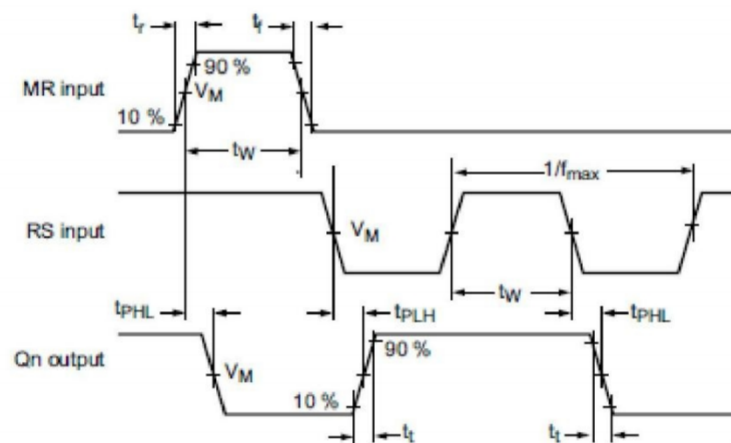 tr
tf
90 %
MR input
VM
10 %
tW
1/fmax
RS input
VM
tW
tPHL
tPLH
tPHL
90 %
Qn output
VM
10 %
tt
tt